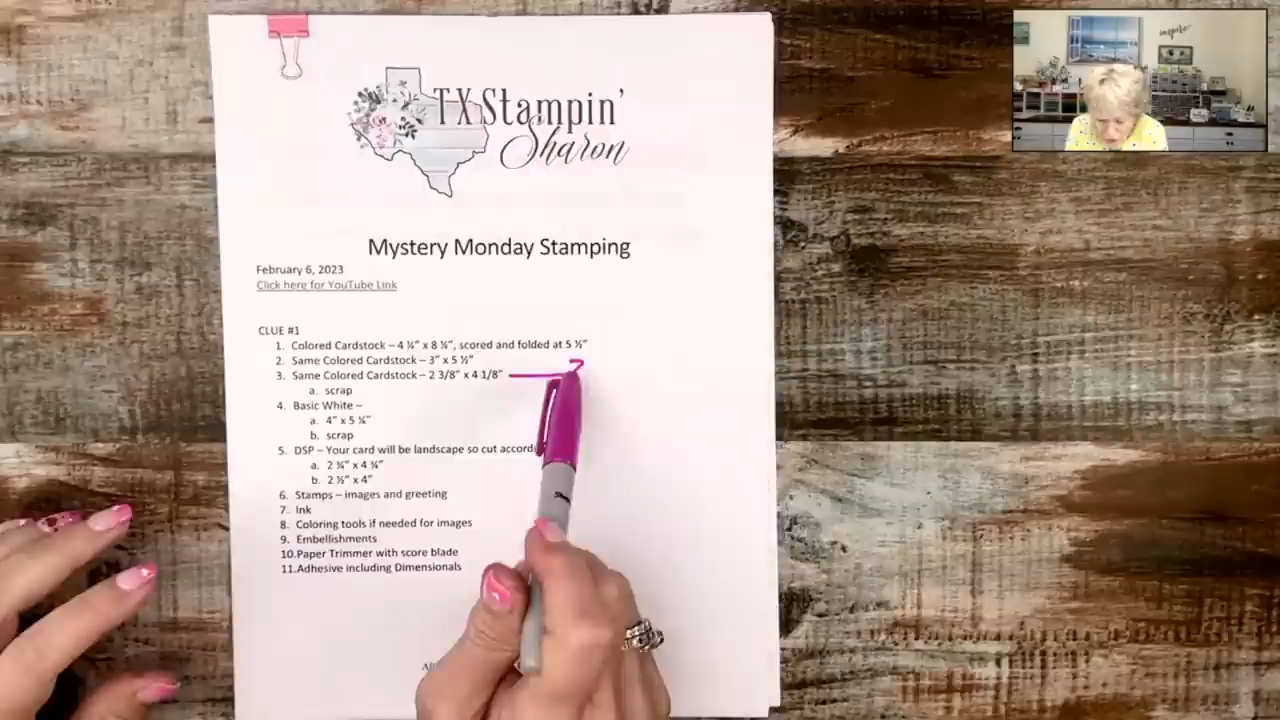 TX Stampin'
Sharon
inspire
Mystery Monday Stamping
February 6, 2023
Click here for YouTube Link
CLUE #1
1. Colored Cardstock – 4 ¼" x 8 ¼", scored and folded at 5 ½"
2. Same Colored Cardstock – 3" x 5 ½"
3. Same Colored Cardstock – 2 3/8" x 4 1/8"
a. scrap
4. Basic White –
a. 4" x 5 ¼"
b. scrap
5. DSP – Your card will be landscape so cut
a. 2 ¾" x 4 ¼"
b. 2 ½" x 4"
6. Stamps – images and greeting
7. Ink
8. Coloring tools if needed for images
9. Embellishments
10.Paper Trimmer with score blade
11.Adhesive including Dimensionals